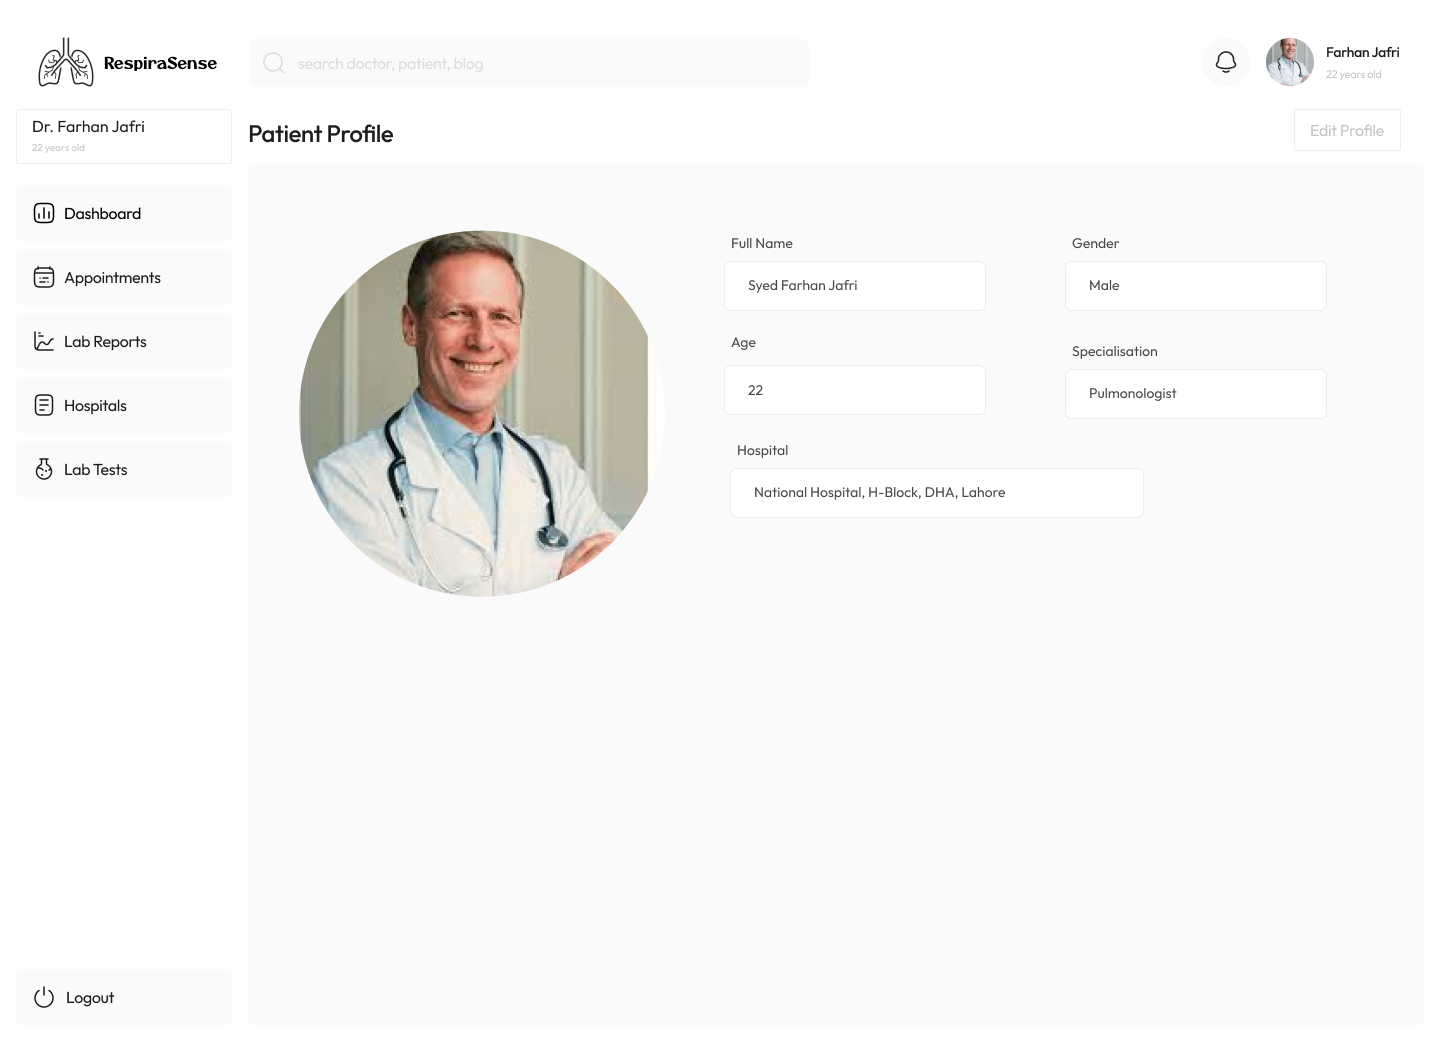 RespiraSense
search doctor, patient, blog
Farhan Jafri
22 years old
Dr. Farhan Jafri
22 years old
Patient Profile
Edit Profile
Dashboard
Appointments
Lab Reports
Hospitals
Lab Tests
Logout
Full Name
Gender
Syed Farhan Jafri
Male
Age
Specialisation
22
Pulmonologist
Hospital
National Hospital, H-Block, DHA, Lahore